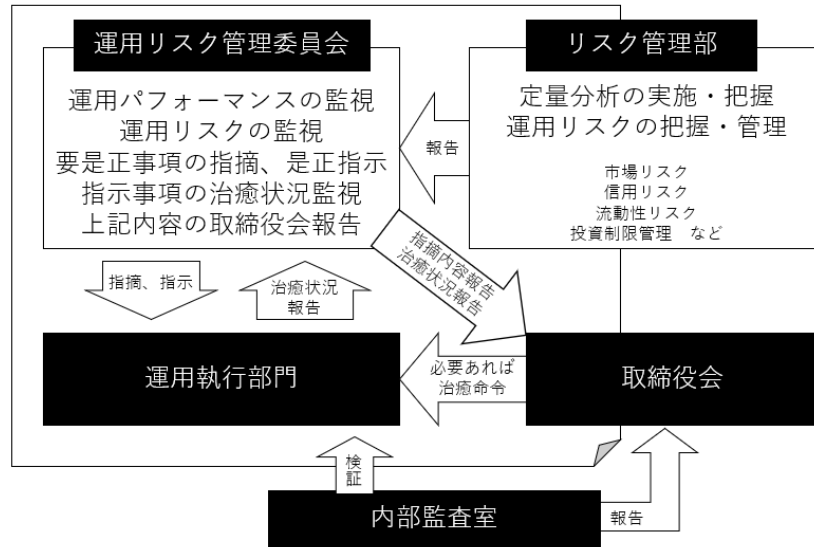 運用リスク管理委員会
運用パフォーマンスの監視
運用リスクの監視
要是正事項の指摘、是正指示
指示事項の治癒状況監視
上記内容の取締役会報告
リスク管理部
定量分析の実施・把握
運用リスクの把握・管理
市場リスク
信用リスク
流動性リスク
投資制限管理　など
報告
指摘内容報告
治癒状況報告
指摘、指示
治癒状況
報告
運用執行部門
必要あれば
治癒命令
取締役会
検証
内部監査室
報告